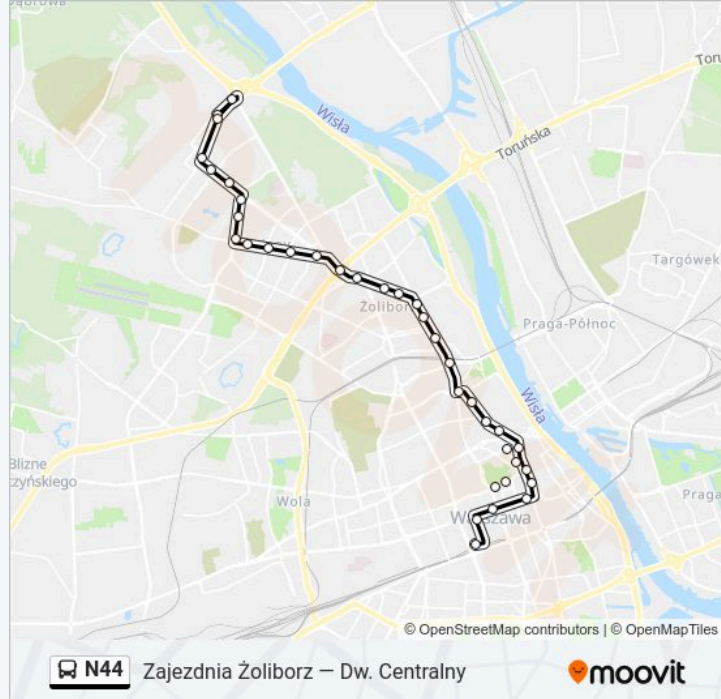 Dąbrowa
Toruńska
Wisła
Toruńska
Targówek
Żoliborz
Praga-Północ
Wisła
Blizne
Wola
Praga
Warszawa
© OpenStreetMap contributors | © OpenMapTiles
N44 Zajezdnia Żoliborz — Dw. Centralny moovit